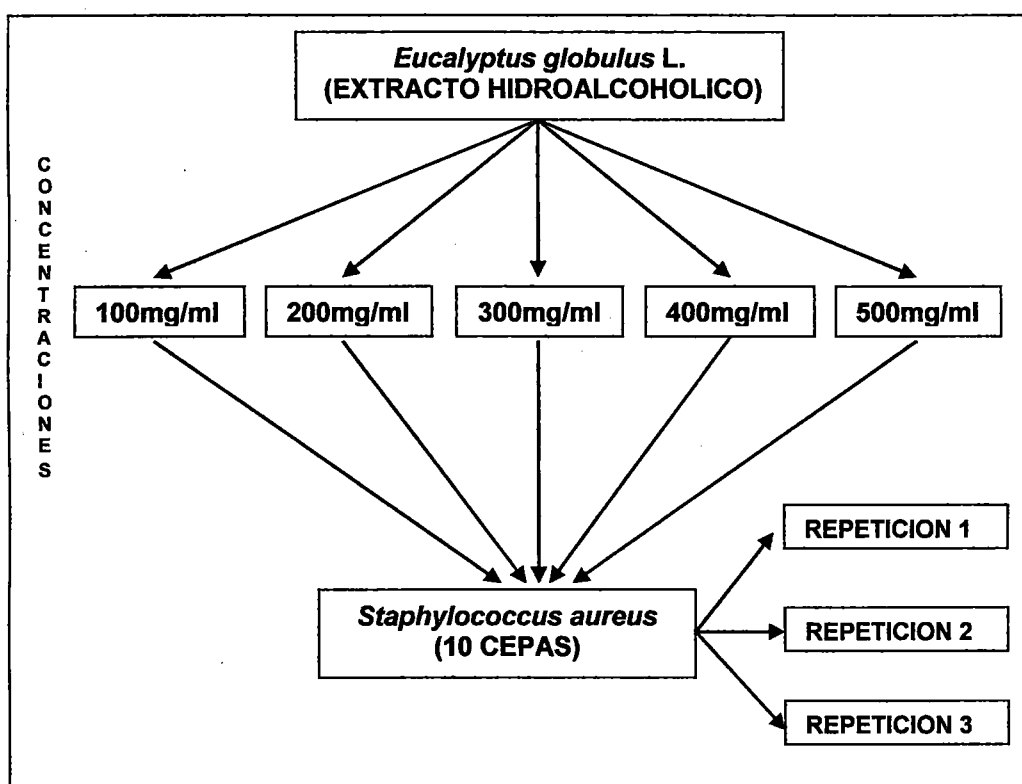 Eucalyptus globulus L.
(EXTRACTO HIDROALCOHOLICO)
CONCENTRACIONES
100mg/ml
200mg/ml
300mg/ml
400mg/ml
500mg/ml
Staphylococcus aureus
(10 CEPAS)
REPETICION 1
REPETICION 2
REPETICION 3